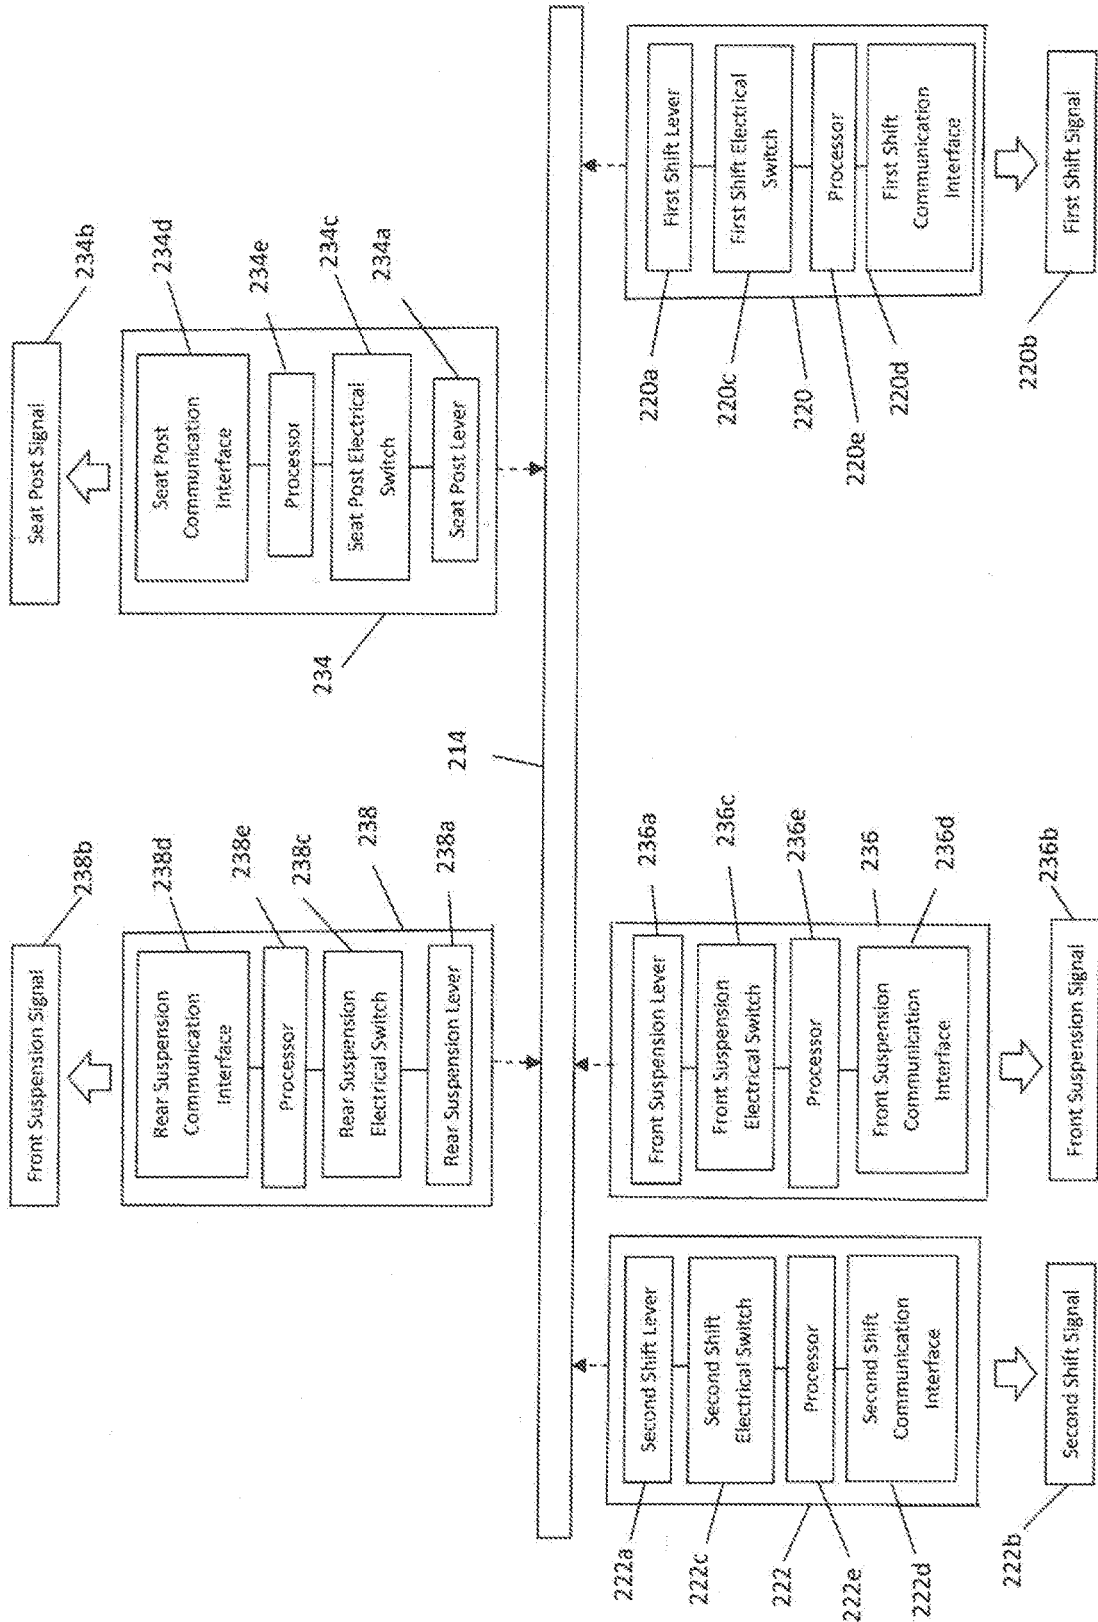 Front Suspension Signal
238b
Rear Suspension
Communication
Interface
238d
Processor
238e
Rear Suspension
Electrical Switch
238c
238
Rear Suspension Lever
238a
Seat Post Signal
234b
Seat Post
Communication
Interface
234d
Processor
234e
Seat Post Electrical
Switch
234c
Seat Post Lever
234a
234
214
222a
Second Shift Lever
222c
Second Shift
Electrical Switch
222
Processor
222e
Second Shift
Communication
Interface
222d
Second Shift Signal
222b
Front Suspension Lever
236a
Front Suspension
Electrical Switch
236c
Processor
236e
236
Front Suspension
Communication
Interface
236d
Front Suspension Signal
236b
First Shift Lever
220a
First Shift Electrical
Switch
220c
220
Processor
220e
First Shift
Communication
Interface
220d
First Shift Signal
220b